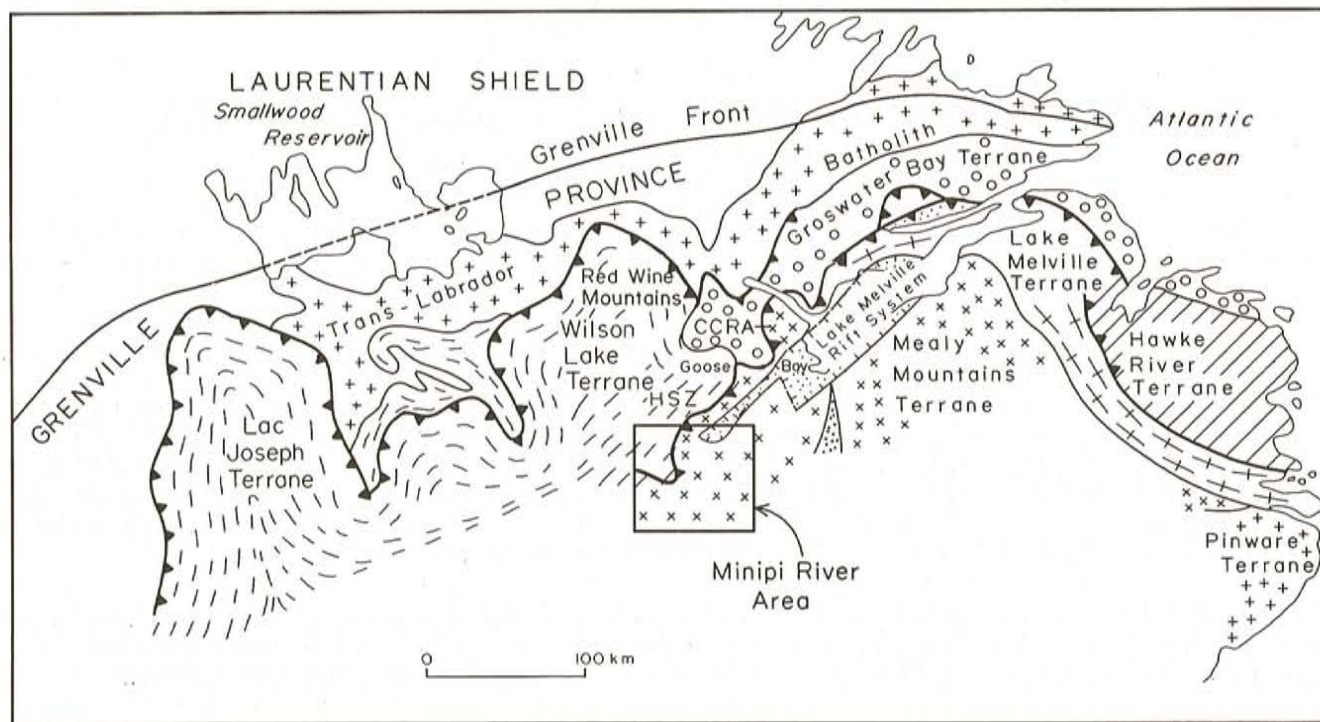 LAURENTIAN SHIELD
Smallwood
Reservoir
Grenville Front
PROVINCE
GRENVILLE
Batholith
Trans-Labrador
Groswater Bay Terrane
Atlantic
Ocean
Red Wine
Mountains
Wilson
Lake
Terrane
CCRA
Goose Bay
HSZ
Lake Melville
Rift System
Lake
Melville
Terrane
Mealy
Mountains
Terrane
Hawke
River
Terrane
Lac
Joseph
Terrane
Pinware
Terrane
Minipi River
Area
0 100 km